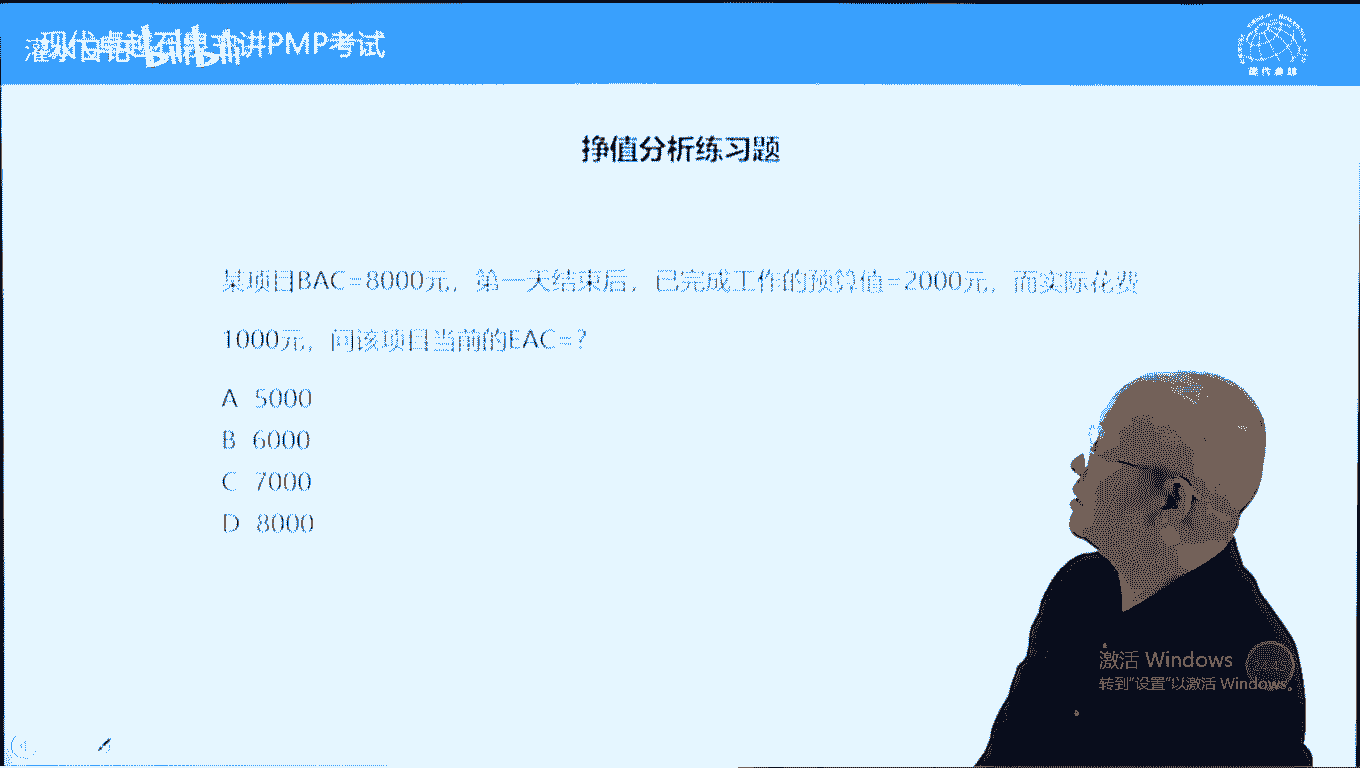 讲PMP考试
现代卓越
挣值分析练习题
某项目BAC=8000元，第一天结束后，已完成工作的预算值=2000元，而实际花费
1000元，问该项目当前的EAC=？
A 5000
B 6000
C 7000
D 8000
激活 Windows
转到"设置"以激活 Windows。